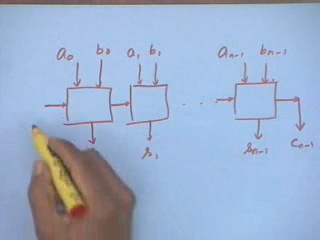 a₀ b₀ a₁ b₁ aₙ₋₁ bₙ₋₁
. . .
s₁ sₙ₋₁ cₙ₋₁